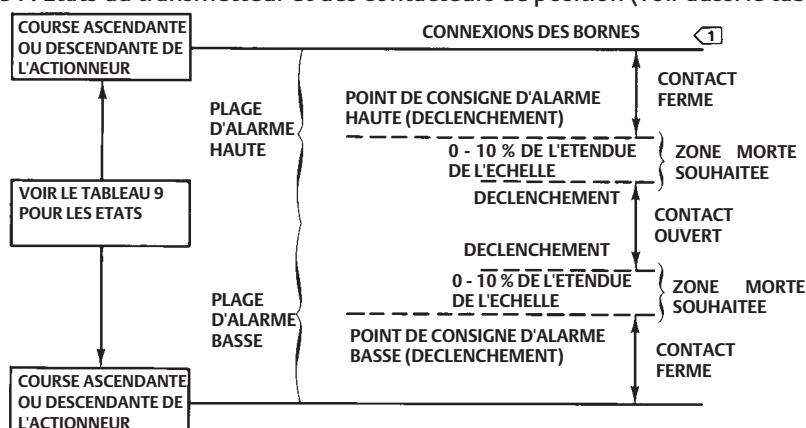 COURSE ASCENDANTE
OU DESCENDANTE DE
L'ACTIONNEUR
CONNEXIONS DES BORNES
1
PLAGE
D'ALARME
HAUTE
POINT DE CONSIGNE D'ALARME
HAUTE (DECLENCHEMENT)
CONTACT
FERME
0 - 10 % DE L'ETENDUE
DE L'ECHELLE
ZONE MORTE
SOUHAITEE
DECLENCHEMENT
VOIR LE TABLEAU 9
POUR LES ETATS
CONTACT
OUVERT
DECLENCHEMENT
0 - 10 % DE L'ETENDUE
DE L'ECHELLE
ZONE MORTE
SOUHAITEE
PLAGE
D'ALARME
BASSE
POINT DE CONSIGNE D'ALARME
BASSE (DECLENCHEMENT)
CONTACT
FERME
COURSE ASCENDANTE
OU DESCENDANTE DE
L'ACTIONNEUR